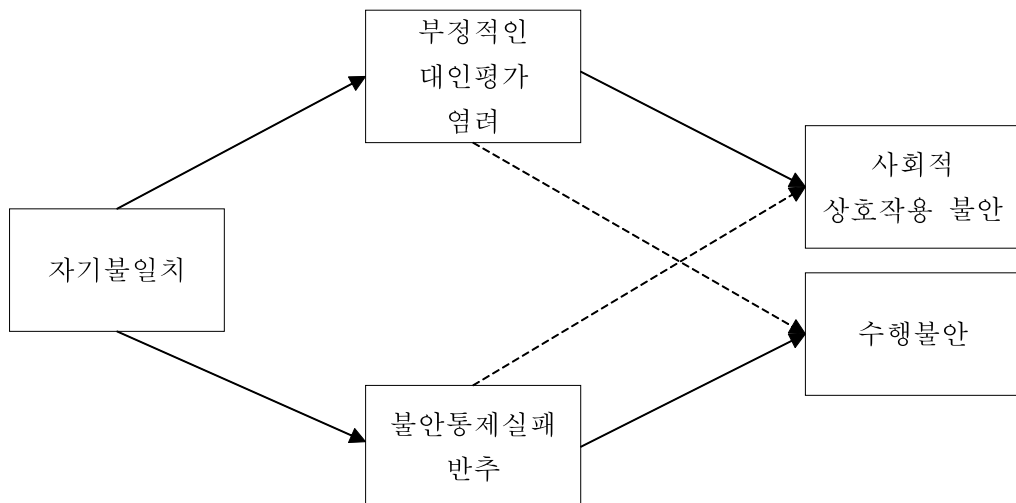 부정적인
대인평가
염려
사회적
상호작용 불안
자기불일치
수행불안
불안통제실패
반추